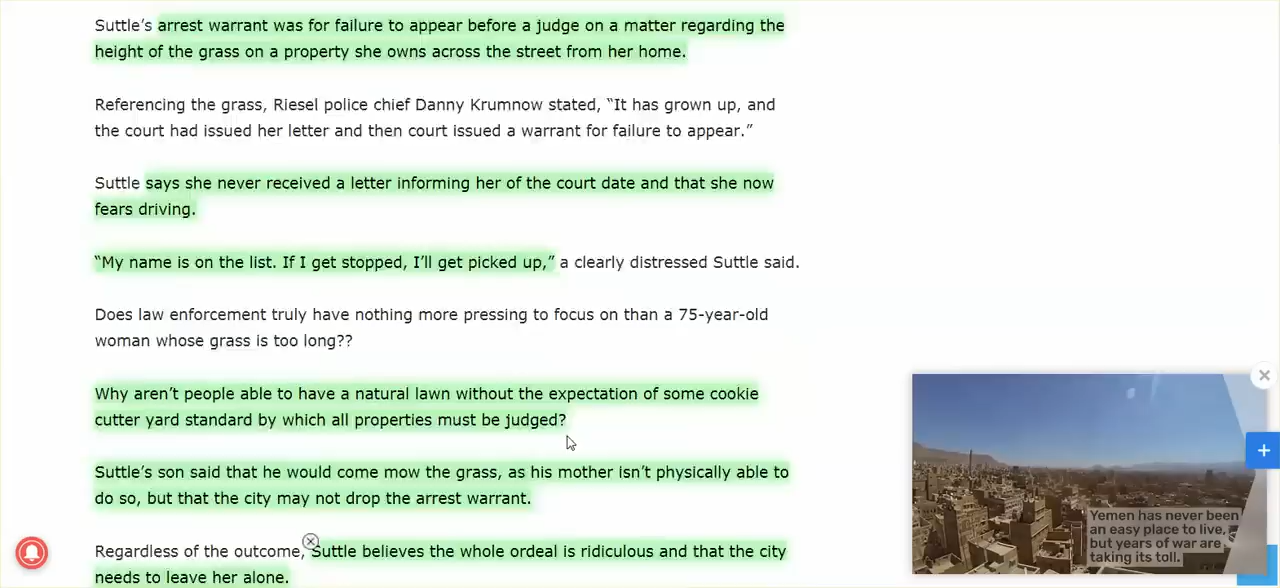 Suttle’s arrest warrant was for failure to appear before a judge on a matter regarding the
height of the grass on a property she owns across the street from her home.
Referencing the grass, Riesel police chief Danny Krumnow stated, “It has grown up, and
the court had issued her letter and then court issued a warrant for failure to appear.”
Suttle says she never received a letter informing her of the court date and that she now
fears driving.
“My name is on the list. If I get stopped, I’ll get picked up,” a clearly distressed Suttle said.
Does law enforcement truly have nothing more pressing to focus on than a 75-year-old
woman whose grass is too long??
Why aren’t people able to have a natural lawn without the expectation of some cookie
cutter yard standard by which all properties must be judged?
Suttle’s son said that he would come mow the grass, as his mother isn’t physically able to
do so, but that the city may not drop the arrest warrant.
Regardless of the outcome, Suttle believes the whole ordeal is ridiculous and that the city
needs to leave her alone.
Yemen has never been
an easy place to live,
but years of war are
taking its toll.